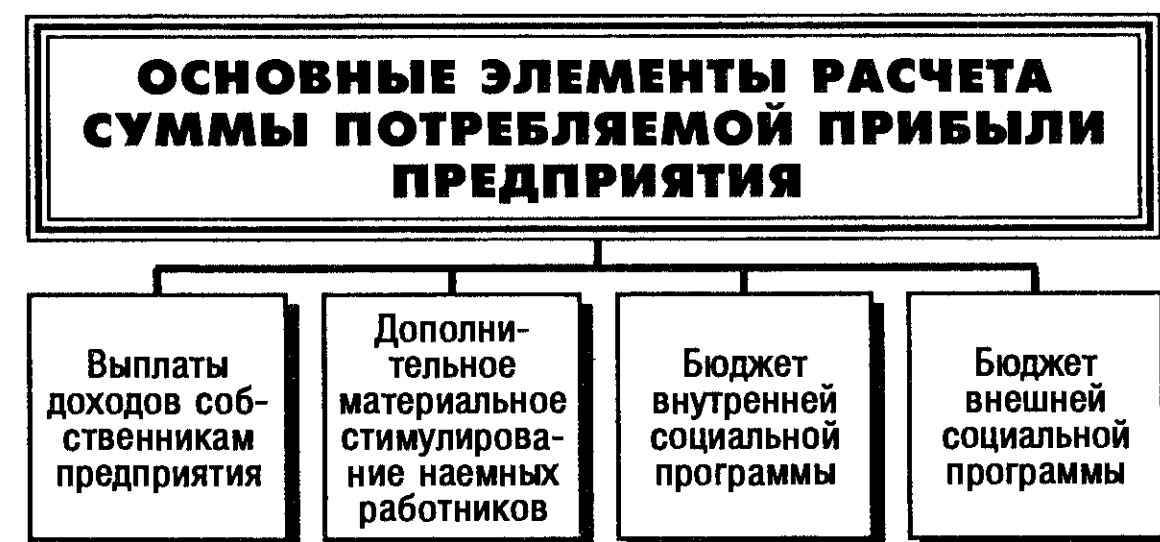 ОСНОВНЫЕ ЭЛЕМЕНТЫ РАСЧЕТА
СУММЫ ПОТРЕБЛЯЕМОЙ ПРИБЫЛИ
ПРЕДПРИЯТИЯ
Выплаты
доходов соб-
ственникам
предприятия
Дополни-
тельное
материальное
стимулирова-
ние наемных
работников
Бюджет
внутренней
социальной
программы
Бюджет
внешней
социальной
программы